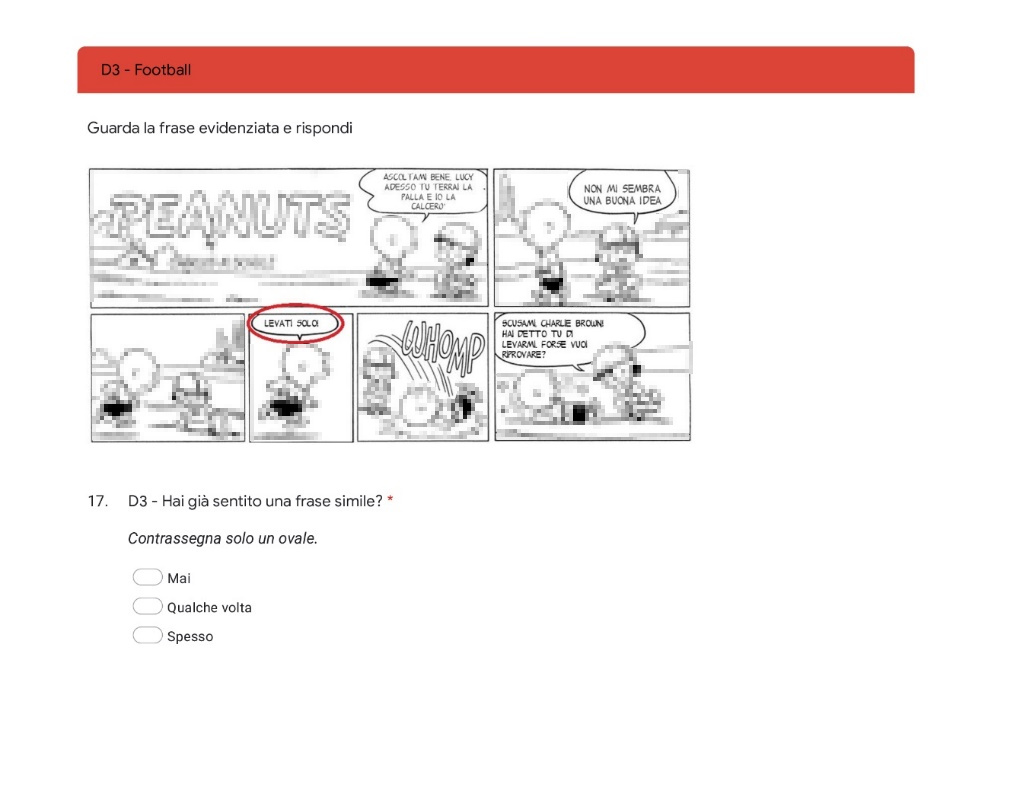 D3 - Football
Guarda la frase evidenziata e rispondi
PEANUTS
ASCOLTAMI BENE, LUCY
ADESSO TU TERRAI LA
PALLA E IO LA
CALCERO'
NON MI SEMBRA
UNA BUONA IDEA
LEVATI SOLO!
WHOMP
SCUSAMI, CHARLIE BROWN!
HAI DETTO TU DI
LEVARMI. FORSE VUOI
RIPROVARE?
17. D3 - Hai già sentito una frase simile? *
Contrassegna solo un ovale.
Mai
Qualche volta
Spesso